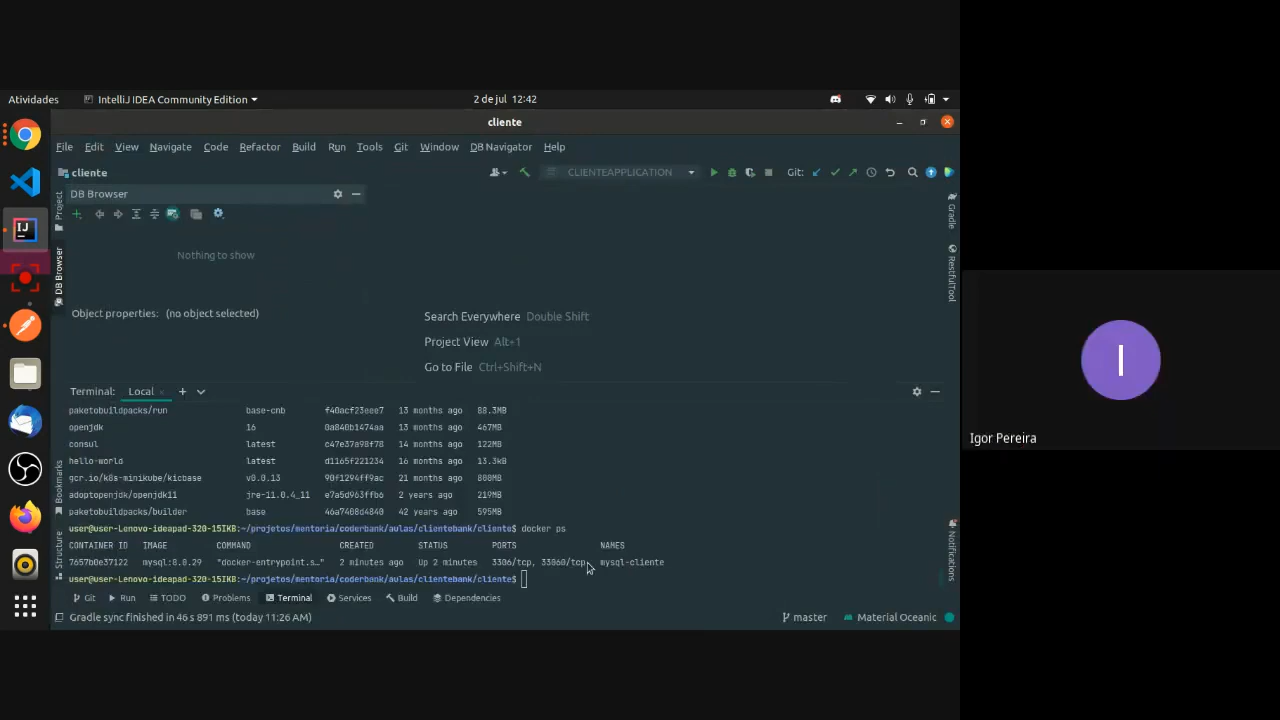 Atividades IntelliJ IDEA Community Edition 2 de jul 12:42
cliente
File Edit View Navigate Code Refactor Build Run Tools Git Window DB Navigator Help
cliente CLIENTEAPPLICATION Git:
DB Browser
Nothing to show
Object properties: (no object selected)
Search Everywhere Double Shift
Project View Alt+1
Go to File Ctrl+Shift+N
Project
DB Browser
Bookmarks
Structure
Gradle
RestfulTool
Notifications
Terminal: Local
paketobuildpacks/run base-cnb f40acf23eee7 13 months ago 88.3MB
openjdk 16 0a840b1474aa 13 months ago 467MB
consul latest c47e37a98f78 14 months ago 122MB
hello-world latest d1165f221234 16 months ago 13.3kB
gcr.io/k8s-minikube/kicbase v0.0.13 90f1294ff9ac 21 months ago 800MB
adoptopenjdk/openjdk11 jre-11.0.4_11 e7a5d963ffb6 2 years ago 219MB
paketobuildpacks/builder base 46a7408d4840 42 years ago 595MB
user@user-Lenovo-ideapad-320-15IKB:~/projetos/mentoria/coderbank/aulas/clientebank/cliente$ docker ps
CONTAINER ID IMAGE COMMAND CREATED STATUS PORTS NAMES
7657b0e37122 mysql:8.0.29 "docker-entrypoint.s…" 2 minutes ago Up 2 minutes 3306/tcp, 33060/tcp mysql-cliente
user@user-Lenovo-ideapad-320-15IKB:~/projetos/mentoria/coderbank/aulas/clientebank/cliente$
Git Run TODO Problems Terminal Services Build Dependencies
Gradle sync finished in 46 s 891 ms (today 11:26 AM) master Material Oceanic
I
Igor Pereira